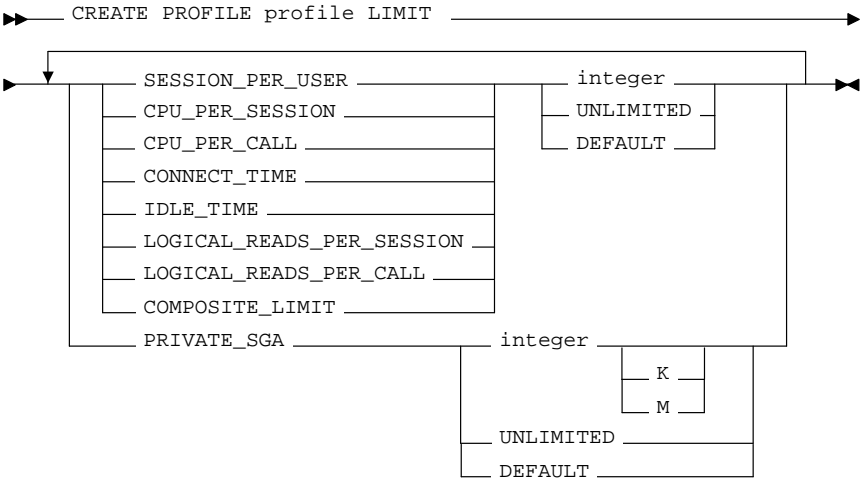 CREATE PROFILE profile LIMIT
SESSION_PER_USER integer
CPU_PER_SESSION UNLIMITED
CPU_PER_CALL DEFAULT
CONNECT_TIME
IDLE_TIME
LOGICAL_READS_PER_SESSION
LOGICAL_READS_PER_CALL
COMPOSITE_LIMIT
PRIVATE_SGA integer
K
M
UNLIMITED
DEFAULT